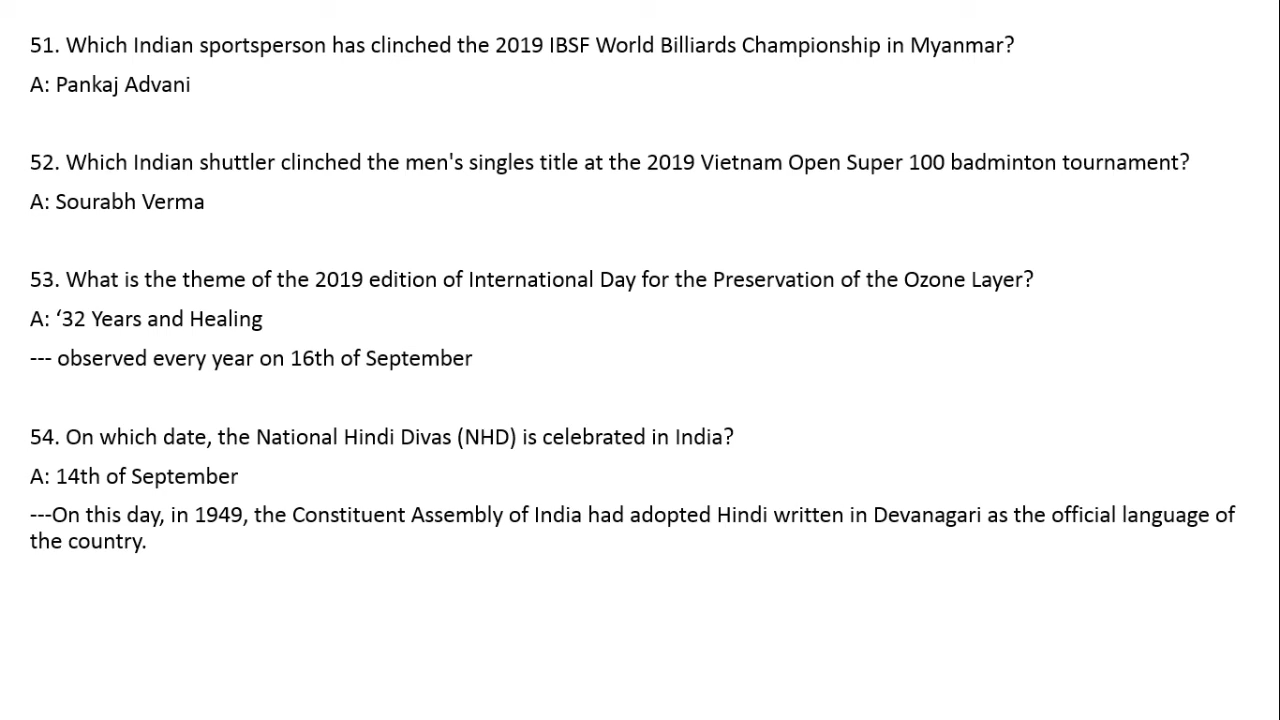 51. Which Indian sportsperson has clinched the 2019 IBSF World Billiards Championship in Myanmar?
A: Pankaj Advani
52. Which Indian shuttler clinched the men's singles title at the 2019 Vietnam Open Super 100 badminton tournament?
A: Sourabh Verma
53. What is the theme of the 2019 edition of International Day for the Preservation of the Ozone Layer?
A: ‘32 Years and Healing
--- observed every year on 16th of September
54. On which date, the National Hindi Divas (NHD) is celebrated in India?
A: 14th of September
---On this day, in 1949, the Constituent Assembly of India had adopted Hindi written in Devanagari as the official language of
the country.